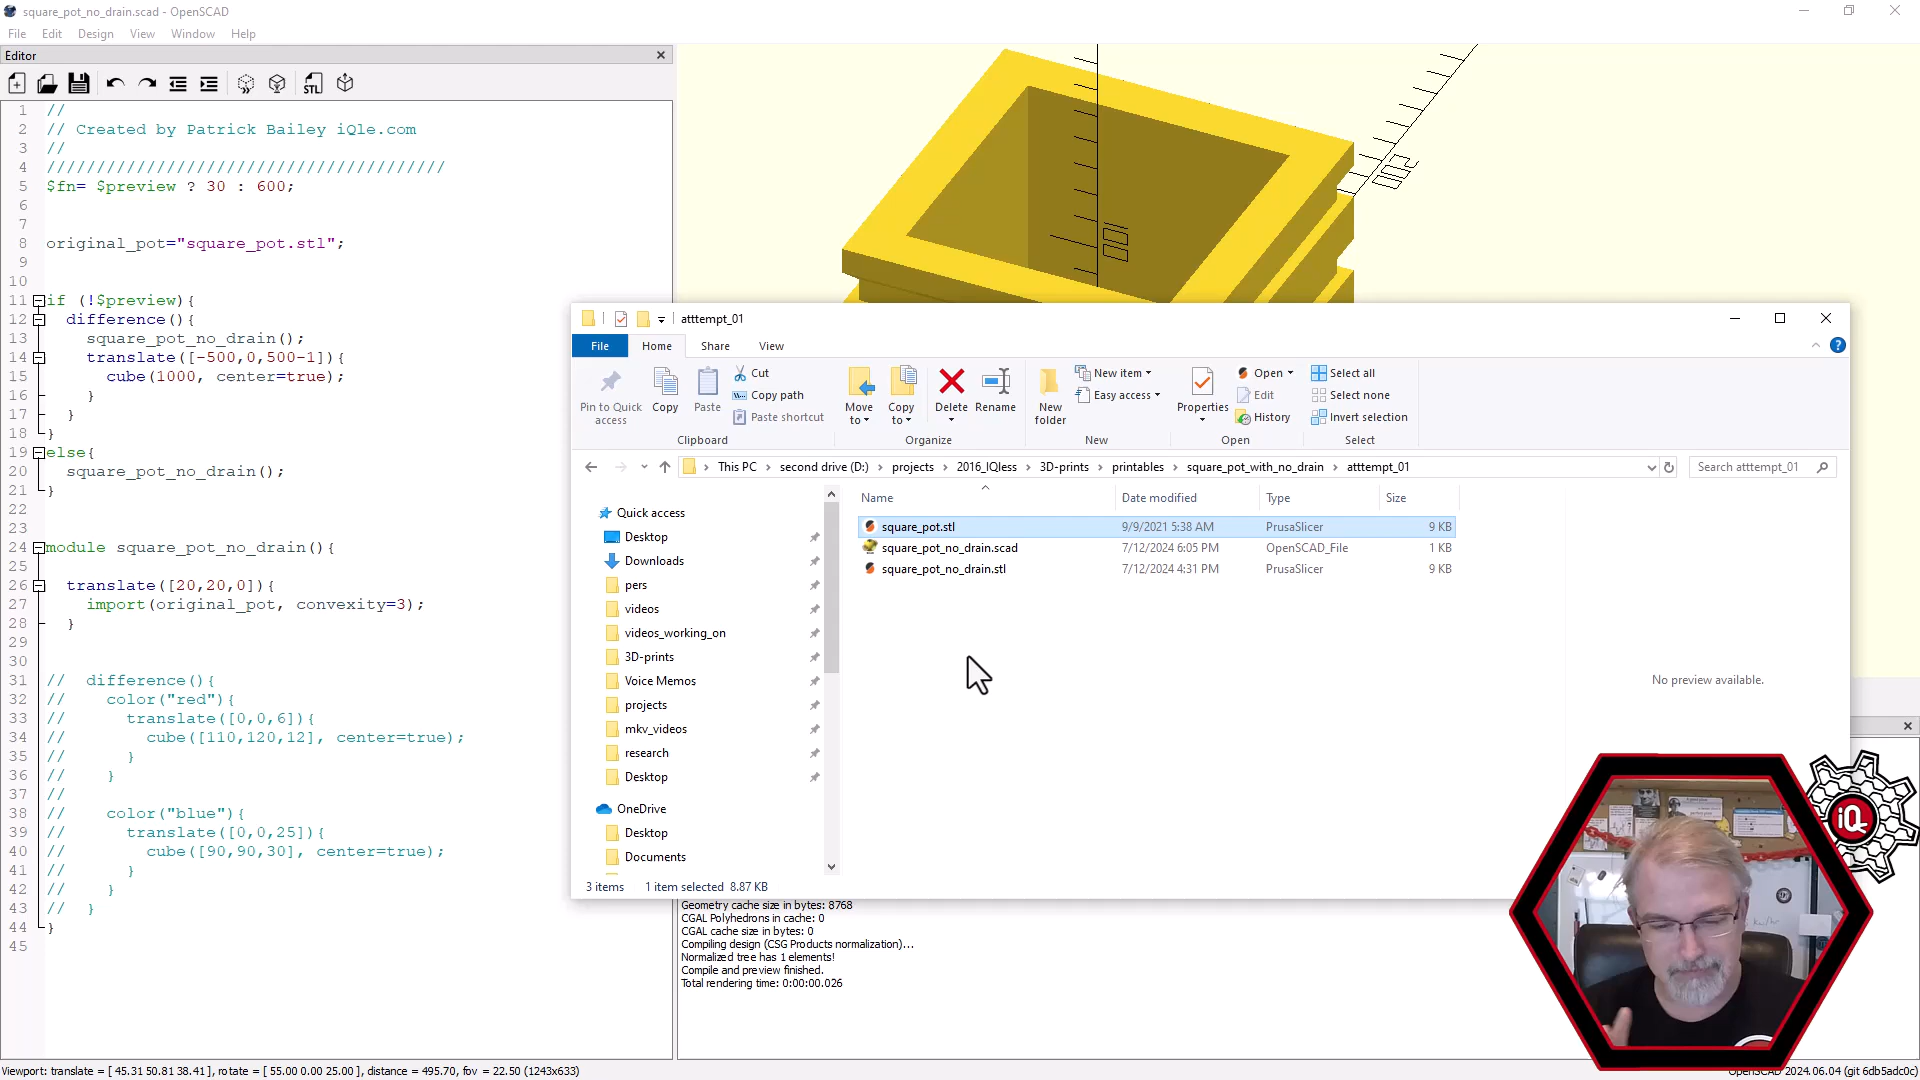 square_pot_no_drain.scad - OpenSCAD
File Edit Design View Window Help
Editor
STL
1 //
2 // Created by Patrick Bailey iQle.com
3 //
4 ////////////////////////////////////////
5 $fn= $preview ? 30 : 600;
6
7
8 original_pot="square_pot.stl";
9
10
11 if (!$preview){
12 difference(){
13 square_pot_no_drain();
14 translate([-500,0,500-1]){
15 cube(1000, center=true);
16 }
17 }
18 }
19 else{
20 square_pot_no_drain();
21 }
22
23
24 module square_pot_no_drain(){
25
26 translate([20,20,0]){
27 import(original_pot, convexity=3);
28 }
29
30
31 // difference(){
32 // color("red"){
33 // translate([0,0,6]){
34 // cube([110,120,12], center=true);
35 // }
36 // }
37 //
38 // color("blue"){
39 // translate([0,0,25]){
40 // cube([90,90,30], center=true);
41 // }
42 // }
43 // }
44 }
45
100
atttempt_01
File Home Share View
Pin to Quick access
Copy
Paste
Cut
Copy path
Paste shortcut
Clipboard
Move to
Copy to
Delete
Rename
Organize
New folder
New item
Easy access
New
Properties
Open
Edit
History
Open
Select all
Select none
Invert selection
Select
This PC > second drive (D:) > projects > 2016_IQless > 3D-prints > printables > square_pot_with_no_drain > atttempt_01
Search atttempt_01
Name Date modified Type Size
square_pot.stl 9/9/2021 5:38 AM PrusaSlicer 9 KB
square_pot_no_drain.scad 7/12/2024 6:05 PM OpenSCAD_File 1 KB
square_pot_no_drain.stl 7/12/2024 4:31 PM PrusaSlicer 9 KB
Quick access
Desktop
Downloads
pers
videos
videos_working_on
3D-prints
Voice Memos
projects
mkv_videos
research
Desktop
OneDrive
Desktop
Documents
No preview available.
3 items 1 item selected 8.87 KB
Geometry cache size in bytes: 8768
CGAL Polyhedrons in cache: 0
CGAL cache size in bytes: 0
Compiling design (CSG Products normalization)...
Normalized tree has 1 elements!
Compile and preview finished.
Total rendering time: 0:00:00.026
iQ
Viewport: translate = [ 45.31 50.81 38.41 ], rotate = [ 55.00 0.00 25.00 ], distance = 495.70, fov = 22.50 (1243x633)
OpenSCAD 2024.06.04 (git 6db5adc0c)